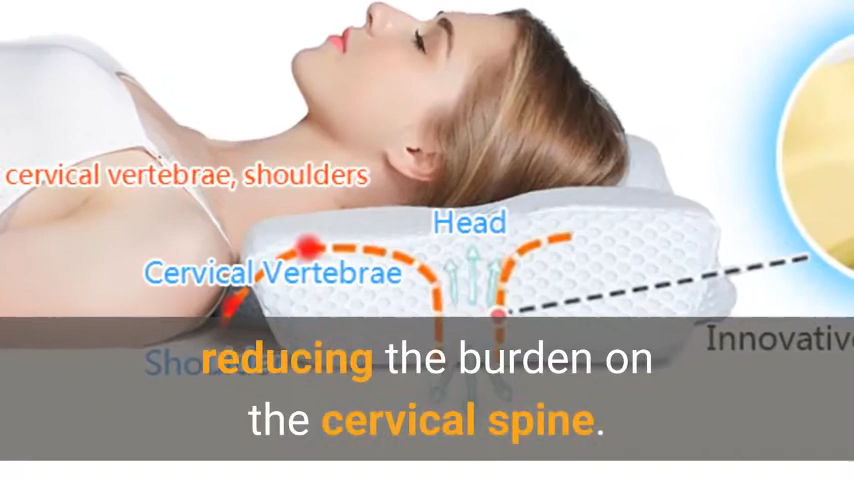 cervical vertebrae, shoulders
Head
Cervical Vertebrae
Innovative
reducing the burden on
the cervical spine.